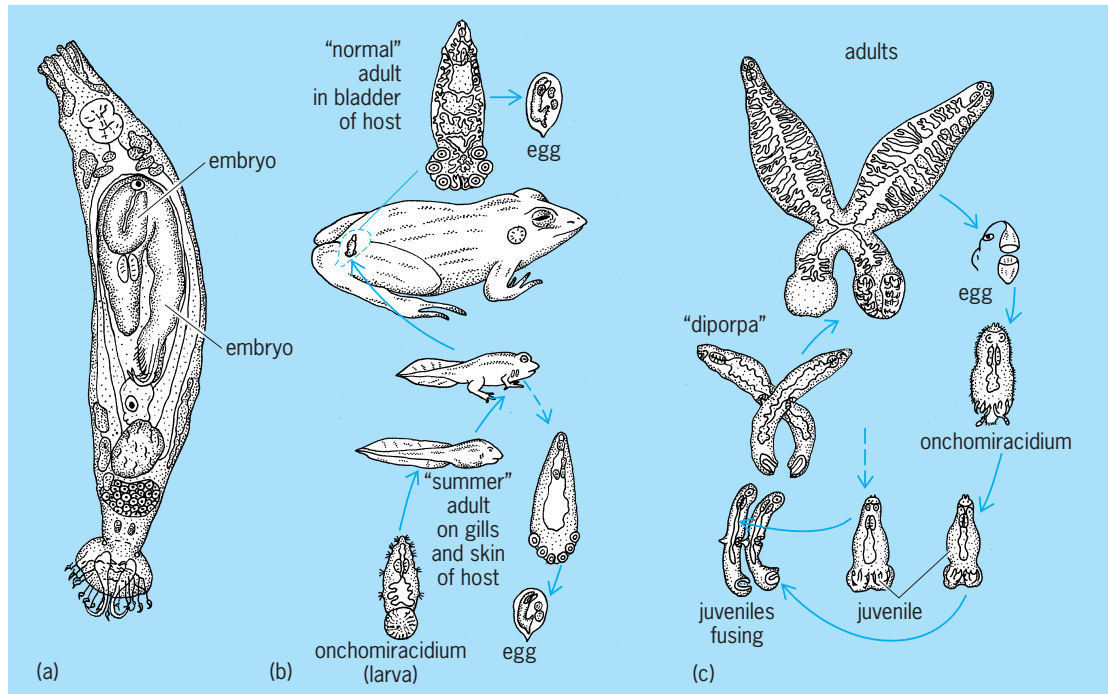 embryo
embryo
(a)
“normal”
adult
in bladder
of host
egg
“summer”
adult
on gills
and skin
of host
onchomiracidium
(larva)
egg
(b)
adults
egg
“diporpa”
onchomiracidium
juveniles
fusing
juvenile
(c)